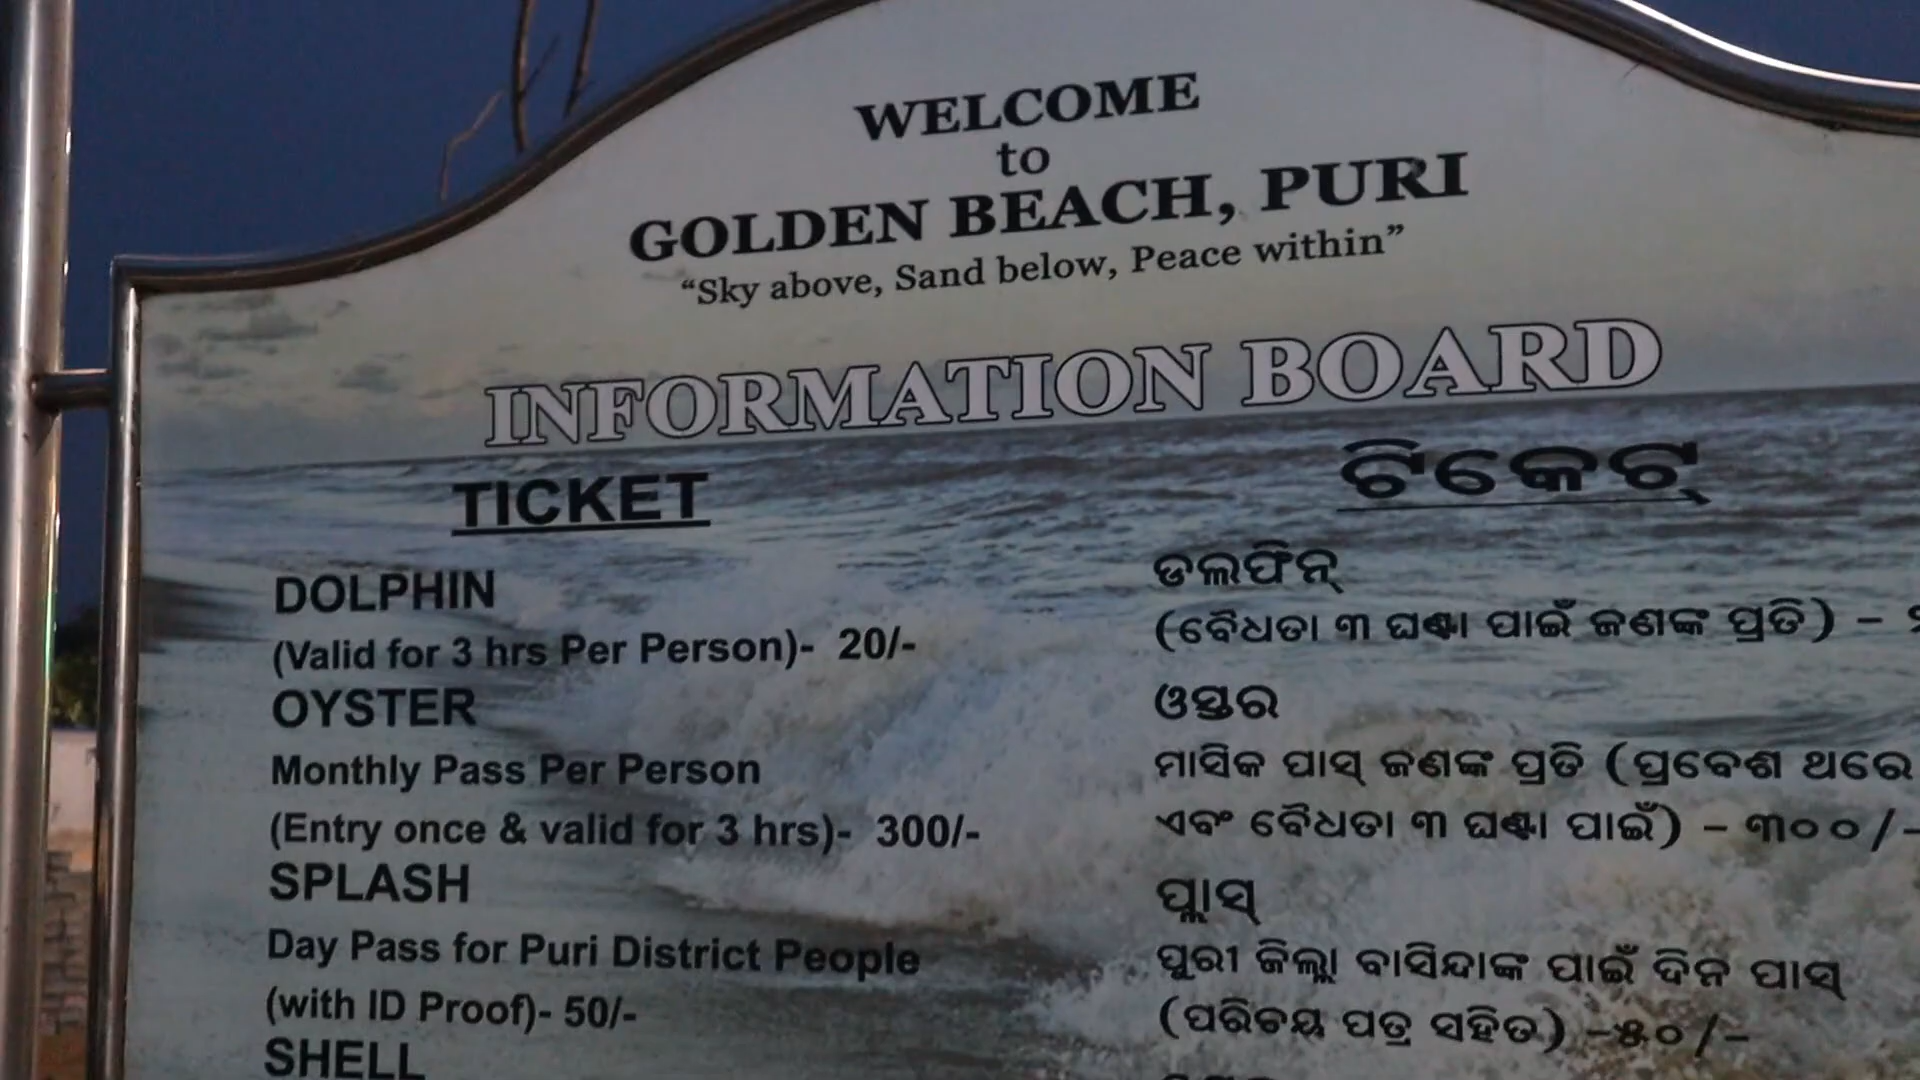 WELCOME
to
GOLDEN BEACH, PURI
“Sky above, Sand below, Peace within”
INFORMATION BOARD
TICKET
DOLPHIN
(Valid for 3 hrs Per Person)- 20/-
OYSTER
Monthly Pass Per Person
(Entry once & valid for 3 hrs)- 300/-
SPLASH
Day Pass for Puri District People
(with ID Proof)- 50/-
SHELL
ଟିକେଟ୍
ଡଲଫିନ୍
(ବୈଧତା ୩ ଘଣ୍ଟା ପାଇଁ ଜଣଙ୍କ ପ୍ରତି) –
ଓସ୍ତର
ମାସିକ ପାସ୍ ଜଣଙ୍କ ପ୍ରତି (ପ୍ରବେଶ ଥରେ
ଏବଂ ବୈଧତା ୩ ଘଣ୍ଟା ପାଇଁ) – ୩୦୦/-
ପ୍ଲାସ୍
ପୁରୀ ଜିଲ୍ଲା ବାସିନ୍ଦାଙ୍କ ପାଇଁ ଦିନ ପାସ୍
(ପରିଚୟ ପତ୍ର ସହିତ) –୫୦/–